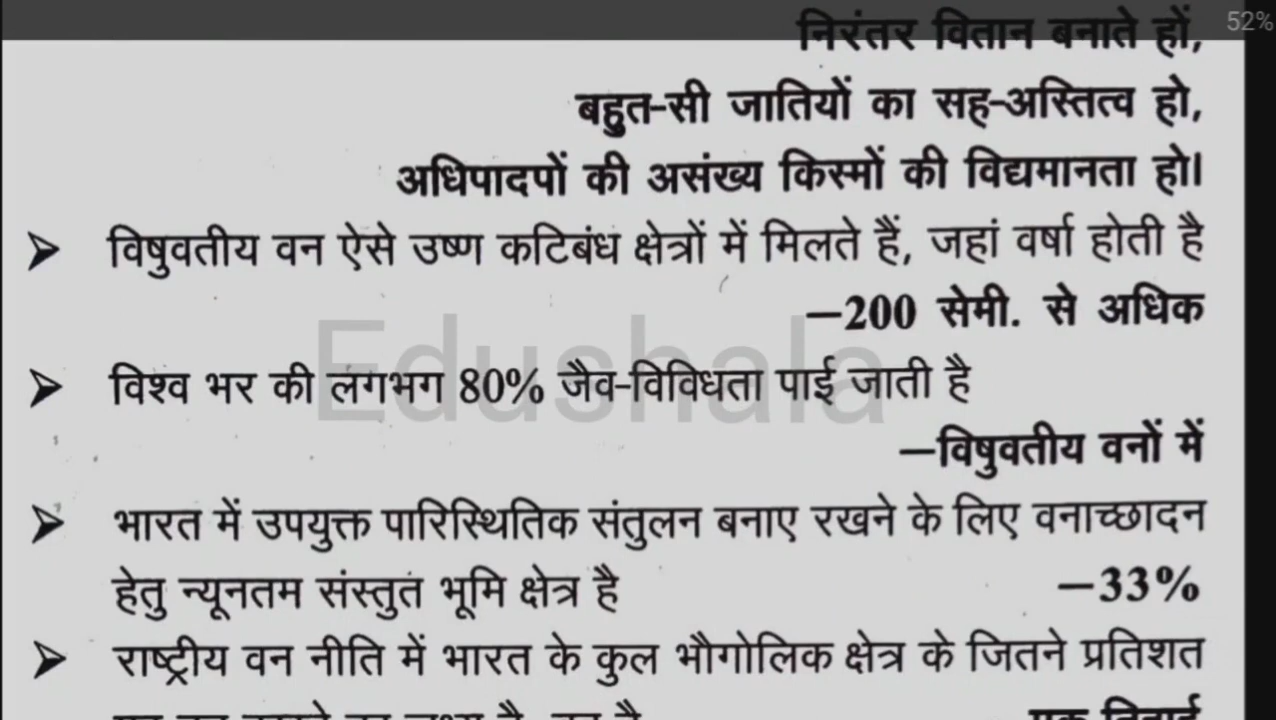 52%
निरंतर वितान बनाते हों,
बहुत-सी जातियों का सह-अस्तित्व हो,
अधिपादपों की असंख्य किस्मों की विद्यमानता हो।
➢ विषुवतीय वन ऐसे उष्ण कटिबंध क्षेत्रों में मिलते हैं, जहां वर्षा होती है
—200 सेमी. से अधिक
➢ विश्व भर की लगभग 80% जैव-विविधता पाई जाती है
Edushala
—विषुवतीय वनों में
➢ भारत में उपयुक्त पारिस्थितिक संतुलन बनाए रखने के लिए वनाच्छादन
हेतु न्यूनतम संस्तुत भूमि क्षेत्र है —33%
➢ राष्ट्रीय वन नीति में भारत के कुल भौगोलिक क्षेत्र के जितने प्रतिशत